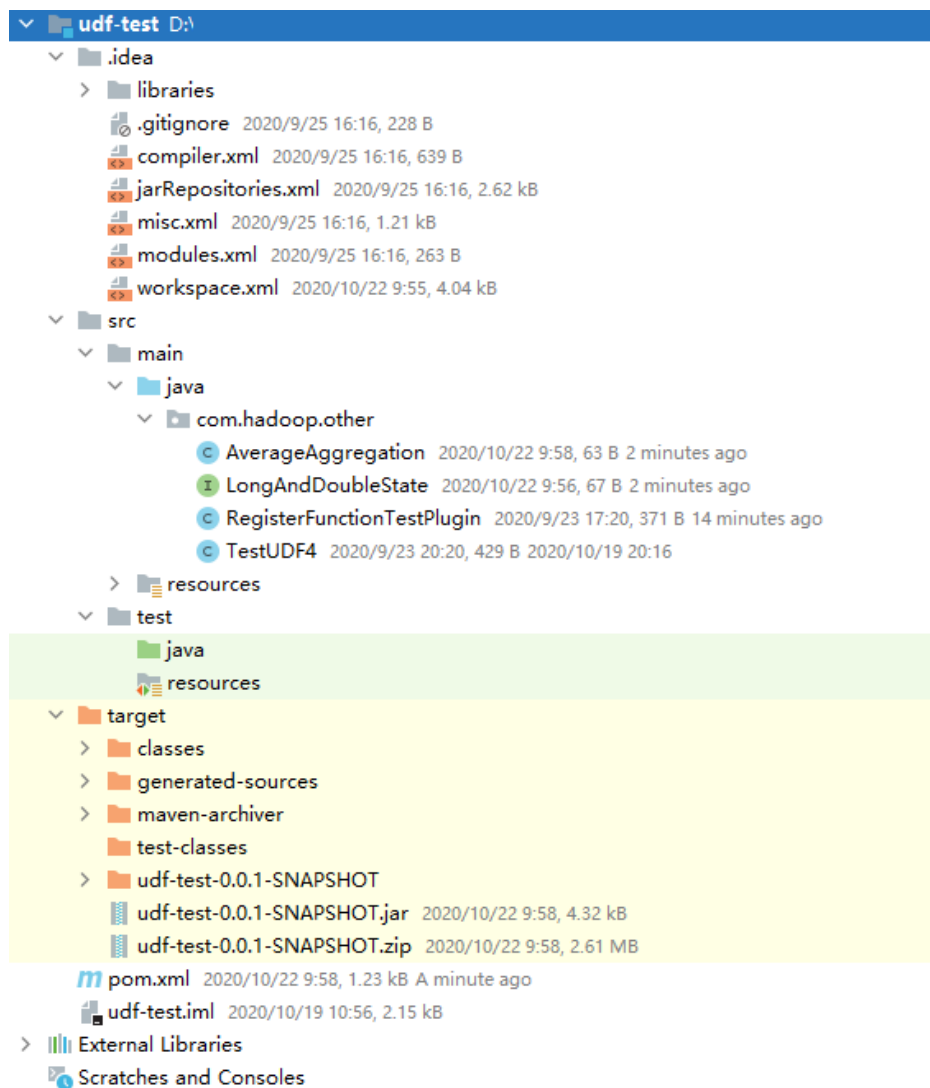 udf-test D:\
.idea
libraries
.gitignore 2020/9/25 16:16, 228 B
compiler.xml 2020/9/25 16:16, 639 B
jarRepositories.xml 2020/9/25 16:16, 2.62 kB
misc.xml 2020/9/25 16:16, 1.21 kB
modules.xml 2020/9/25 16:16, 263 B
workspace.xml 2020/10/22 9:55, 4.04 kB
src
main
java
com.hadoop.other
C AverageAggregation 2020/10/22 9:58, 63 B 2 minutes ago
I LongAndDoubleState 2020/10/22 9:56, 67 B 2 minutes ago
C RegisterFunctionTestPlugin 2020/9/23 17:20, 371 B 14 minutes ago
C TestUDF4 2020/9/23 20:20, 429 B 2020/10/19 20:16
resources
test
java
resources
target
classes
generated-sources
maven-archiver
test-classes
udf-test-0.0.1-SNAPSHOT
udf-test-0.0.1-SNAPSHOT.jar 2020/10/22 9:58, 4.32 kB
udf-test-0.0.1-SNAPSHOT.zip 2020/10/22 9:58, 2.61 MB
m pom.xml 2020/10/22 9:58, 1.23 kB A minute ago
udf-test.iml 2020/10/19 10:56, 2.15 kB
External Libraries
Scratches and Consoles